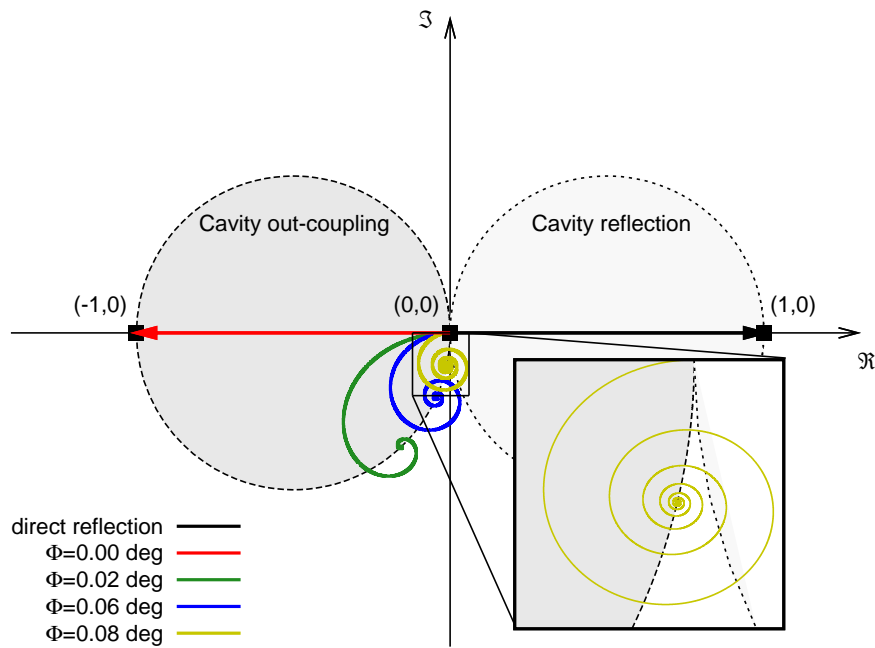 ℑ
Cavity out-coupling
Cavity reflection
(-1,0)
(0,0)
(1,0)
ℜ
direct reflection
Φ=0.00 deg
Φ=0.02 deg
Φ=0.06 deg
Φ=0.08 deg